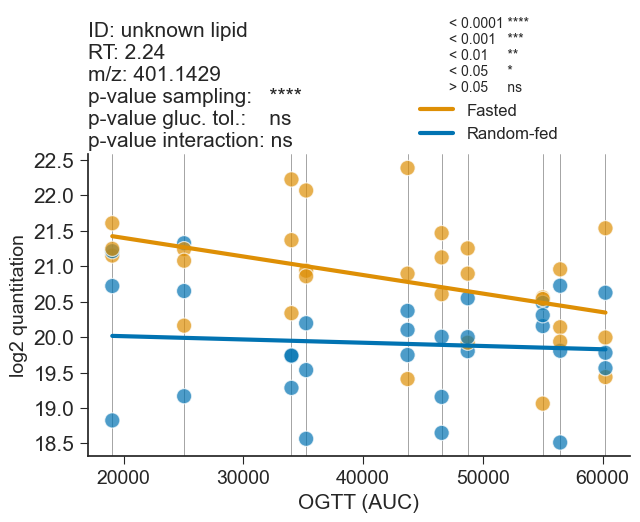 ID: unknown lipid
RT: 2.24
m/z: 401.1429
p-value sampling: ****
p-value gluc. tol.: ns
p-value interaction: ns
< 0.0001 ****
< 0.001 ***
< 0.01 **
< 0.05 *
> 0.05 ns
Fasted
Random-fed
log2 quantitation
22.5
22.0
21.5
21.0
20.5
20.0
19.5
19.0
18.5
20000 30000 40000 50000 60000
OGTT (AUC)